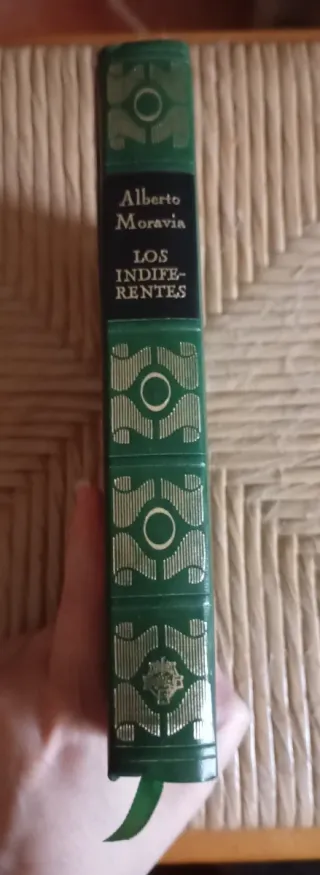 Alberto
Moravia
LOS
INDIFE-
RENTES